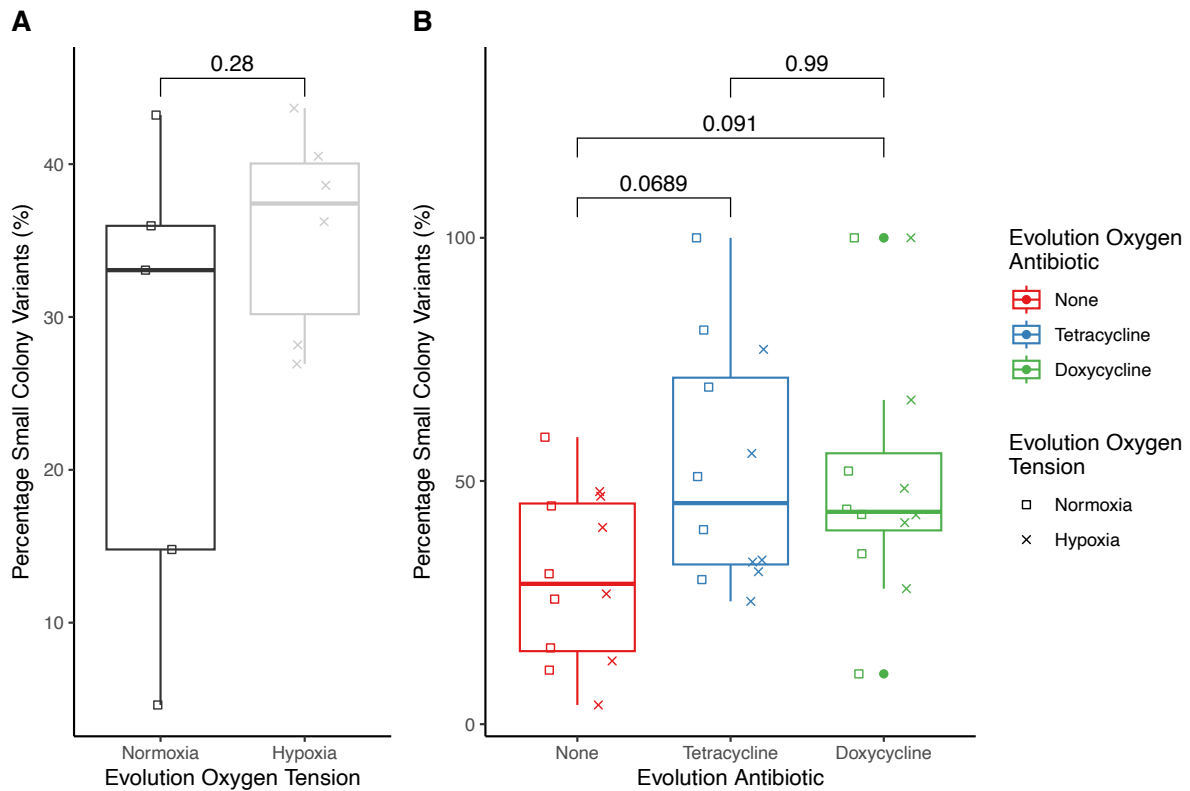 A
Percentage Small Colony Variants (%)
40
30
20
10
0.28
Normoxia
Hypoxia
Evolution Oxygen Tension
B
Percentage Small Colony Variants (%)
100
50
0
0.99
0.091
0.0689
None
Tetracycline
Doxycycline
Evolution Antibiotic
Evolution Oxygen
Antibiotic
None
Tetracycline
Doxycycline
Evolution Oxygen
Tension
Normoxia
Hypoxia